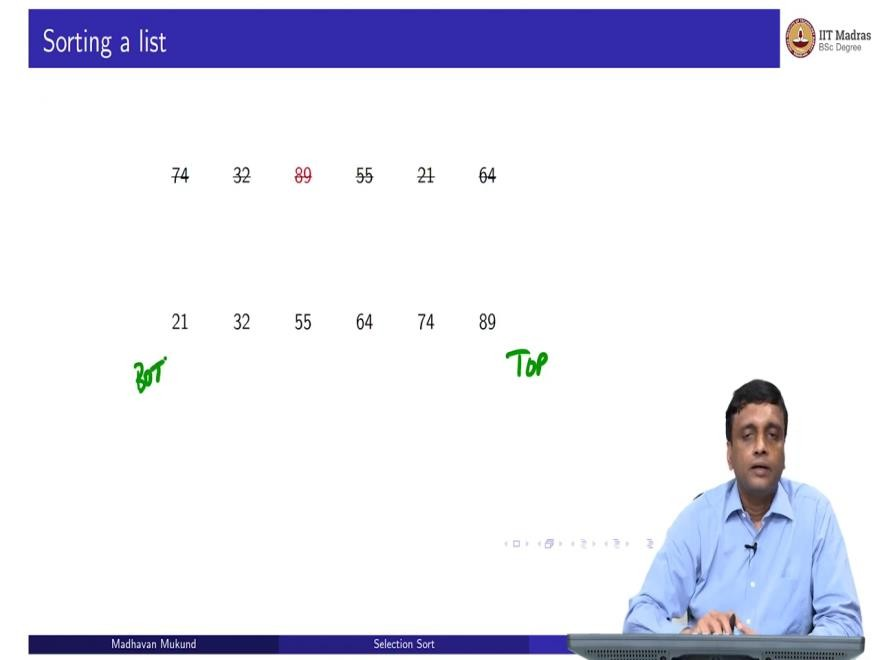 Sorting a list
IIT Madras
BSc Degree
74 32 89 55 21 64
21 32 55 64 74 89
BOT
TOP
Madhavan Mukund
Selection Sort